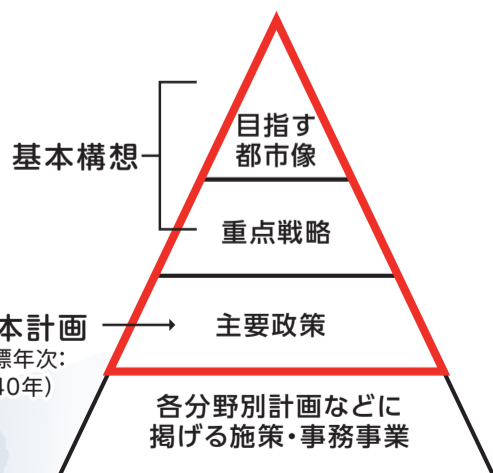 目指す
都市像
基本構想
重点戦略
本計画
標年次:
40年)
主要政策
各分野別計画などに
掲げる施策・事務事業